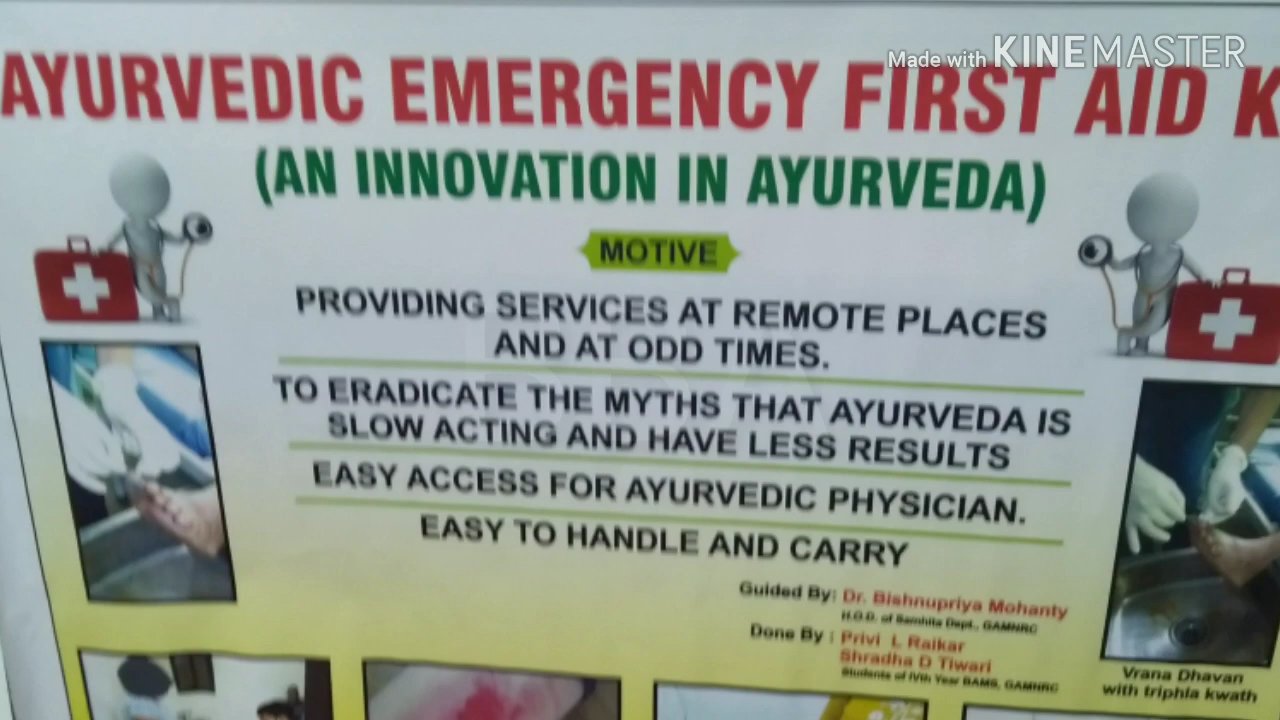 Made with KINEMASTER
AYURVEDIC EMERGENCY FIRST AID K
(AN INNOVATION IN AYURVEDA)
MOTIVE
PROVIDING SERVICES AT REMOTE PLACES
AND AT ODD TIMES.
TO ERADICATE THE MYTHS THAT AYURVEDA IS
SLOW ACTING AND HAVE LESS RESULTS
EASY ACCESS FOR AYURVEDIC PHYSICIAN.
EASY TO HANDLE AND CARRY
Guided By: Dr. Bishnupriya Mohanty
H.O.D. of Samhita Dept., GAMNRC
Done By : Privi L Raikar
Shradha D Tiwari
Students of IVth Year BAMS, GAMNRC
Vrana Dhavan
with triphla kwath